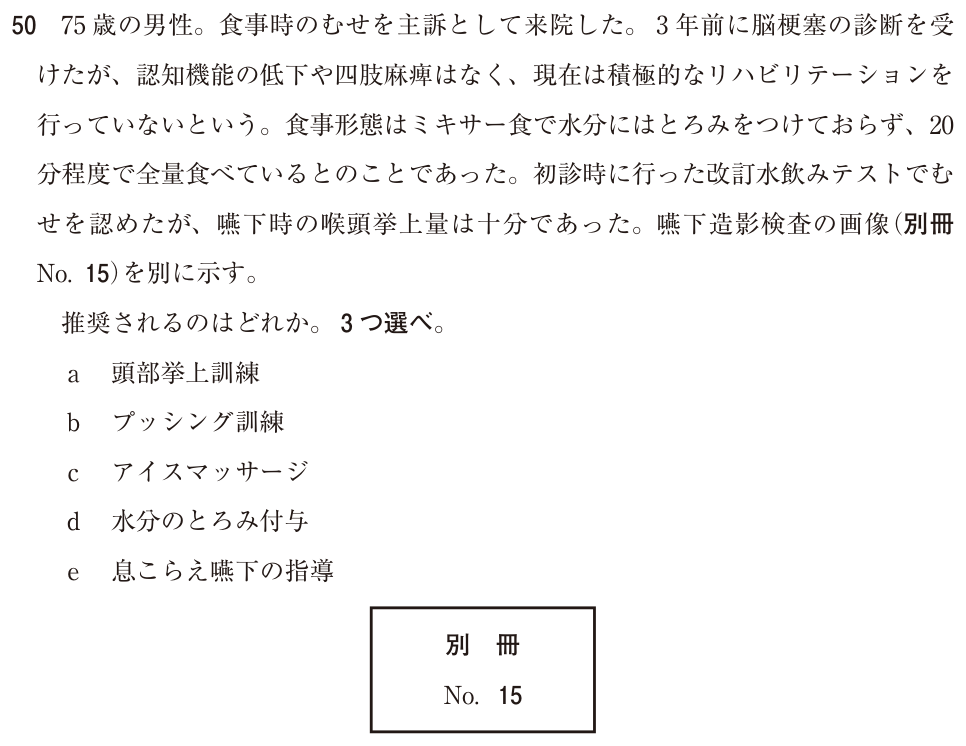 50 75歳の男性。食事時のむせを主訴として来院した。3年前に脳梗塞の診断を受
けたが、認知機能の低下や四肢麻痺はなく、現在は積極的なリハビリテーションを
行っていないという。食事形態はミキサー食で水分にはとろみをつけておらず、20
分程度で全量食べているとのことであった。初診時に行った改訂水飲みテストでむ
せを認めたが、嚥下時の喉頭挙上量は十分であった。嚥下造影検査の画像(別冊
No. 15)を別に示す。
推奨されるのはどれか。3つ選べ。
a 頭部挙上訓練
b プッシング訓練
c アイスマッサージ
d 水分のとろみ付与
e 息こらえ嚥下の指導
別 冊
No. 15